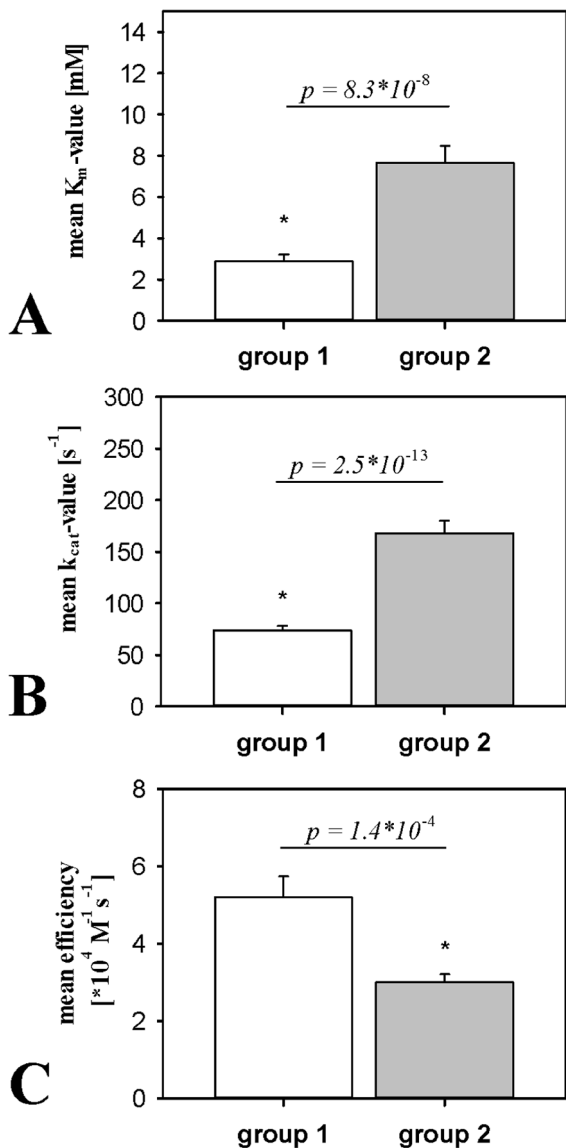 mean Kₘ-value [mM]
14
12
10
8
6
4
2
0
p = 8.3*10⁻⁸
*
A
group 1 group 2
mean k_cat-value [s⁻¹]
300
250
200
150
100
50
0
p = 2.5*10⁻¹³
*
B
group 1 group 2
mean efficiency
[*10⁴ M⁻¹s⁻¹]
8
6
4
2
0
p = 1.4*10⁻⁴
*
C
group 1 group 2